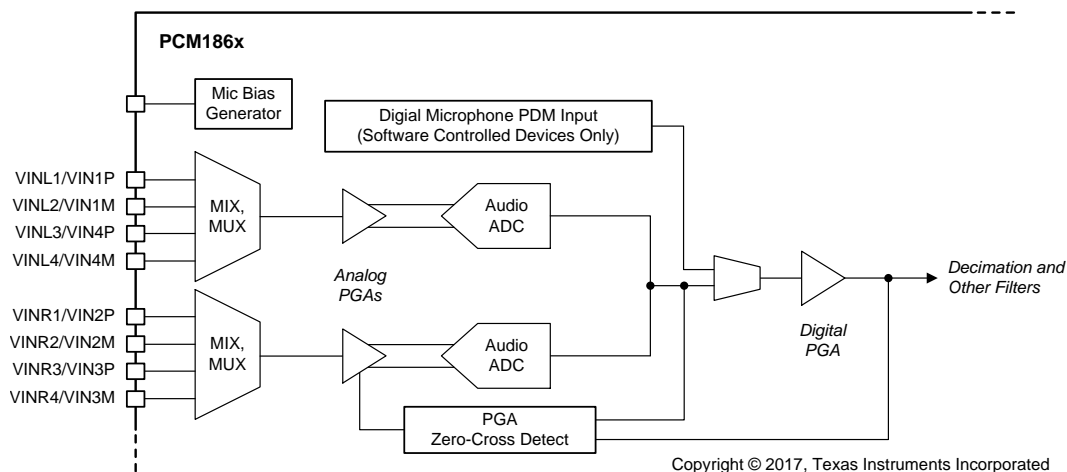 PCM186x
Mic Bias
Generator
Digial Microphone PDM Input
(Software Controlled Devices Only)
VINL1/VIN1P
VINL2/VIN1M
VINL3/VIN4P
VINL4/VIN4M
MIX,
MUX
Audio
ADC
Analog
PGAs
Decimation and
Other Filters
Digital
PGA
VINR1/VIN2P
VINR2/VIN2M
VINR3/VIN3P
VINR4/VIN3M
MIX,
MUX
Audio
ADC
PGA
Zero-Cross Detect
Copyright © 2017, Texas Instruments Incorporated